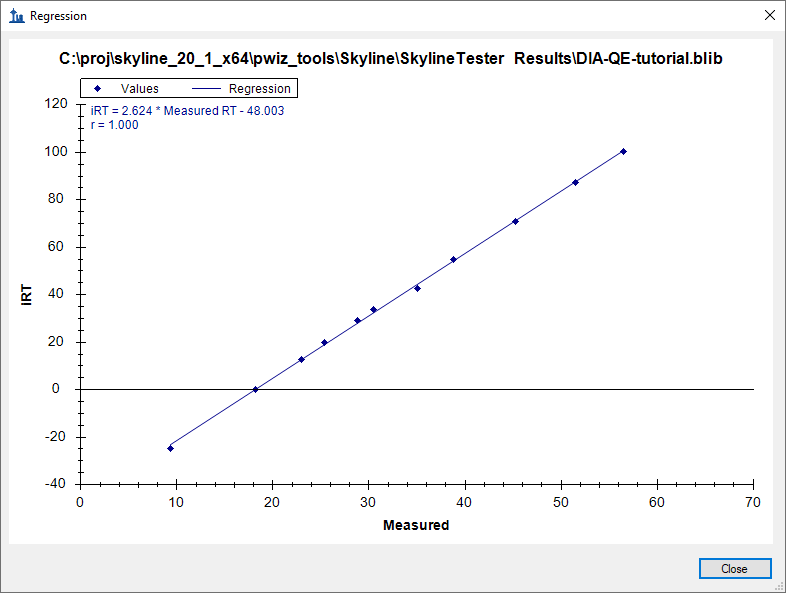 Regression
C:\proj\skyline_20_1_x64\pwiz_tools\Skyline\SkylineTester Results\DIA-QE-tutorial.blib
Values Regression
iRT = 2.624 * Measured RT - 48.003
r = 1.000
120
100
80
60
40
20
0
-20
-40
iRT
0 10 20 30 40 50 60 70
Measured
Close